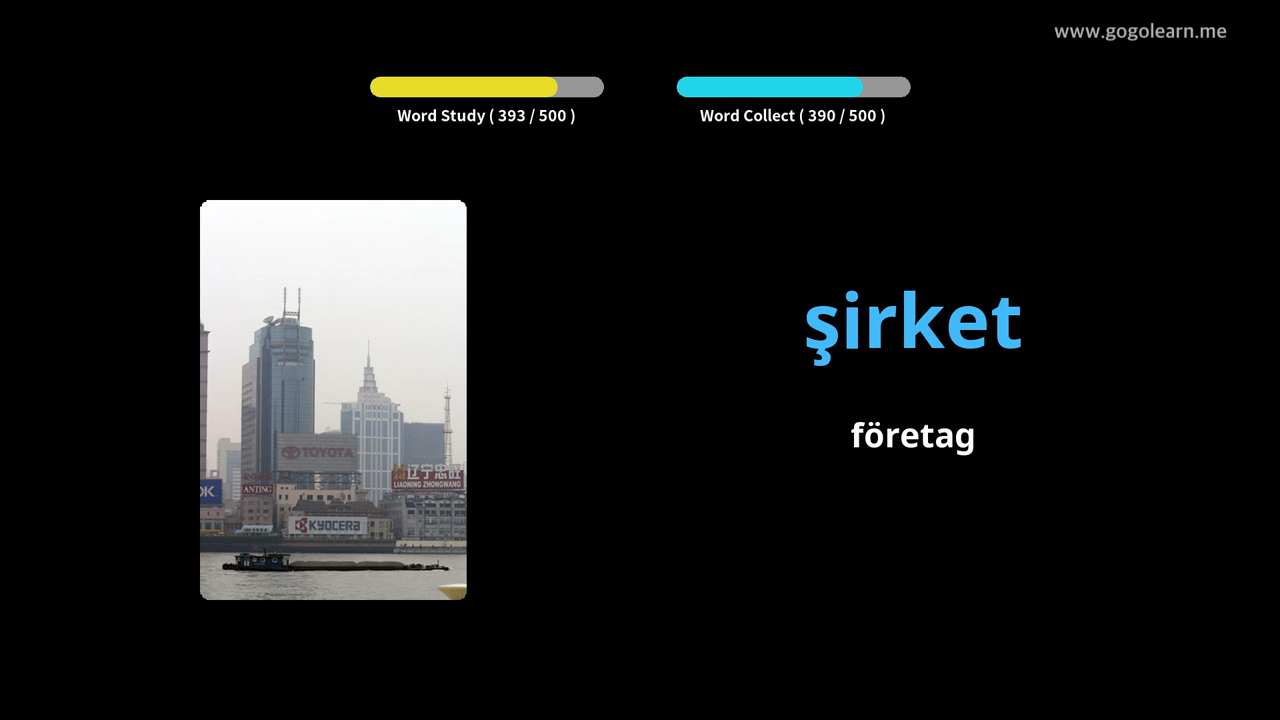 www.gogolearn.me
Word Study ( 393 / 500 )
Word Collect ( 390 / 500 )
şirket
företag
TOYOTA
辽宁忠旺
LIAONING ZHONGWANG
OK
ANTING
KYOCERA